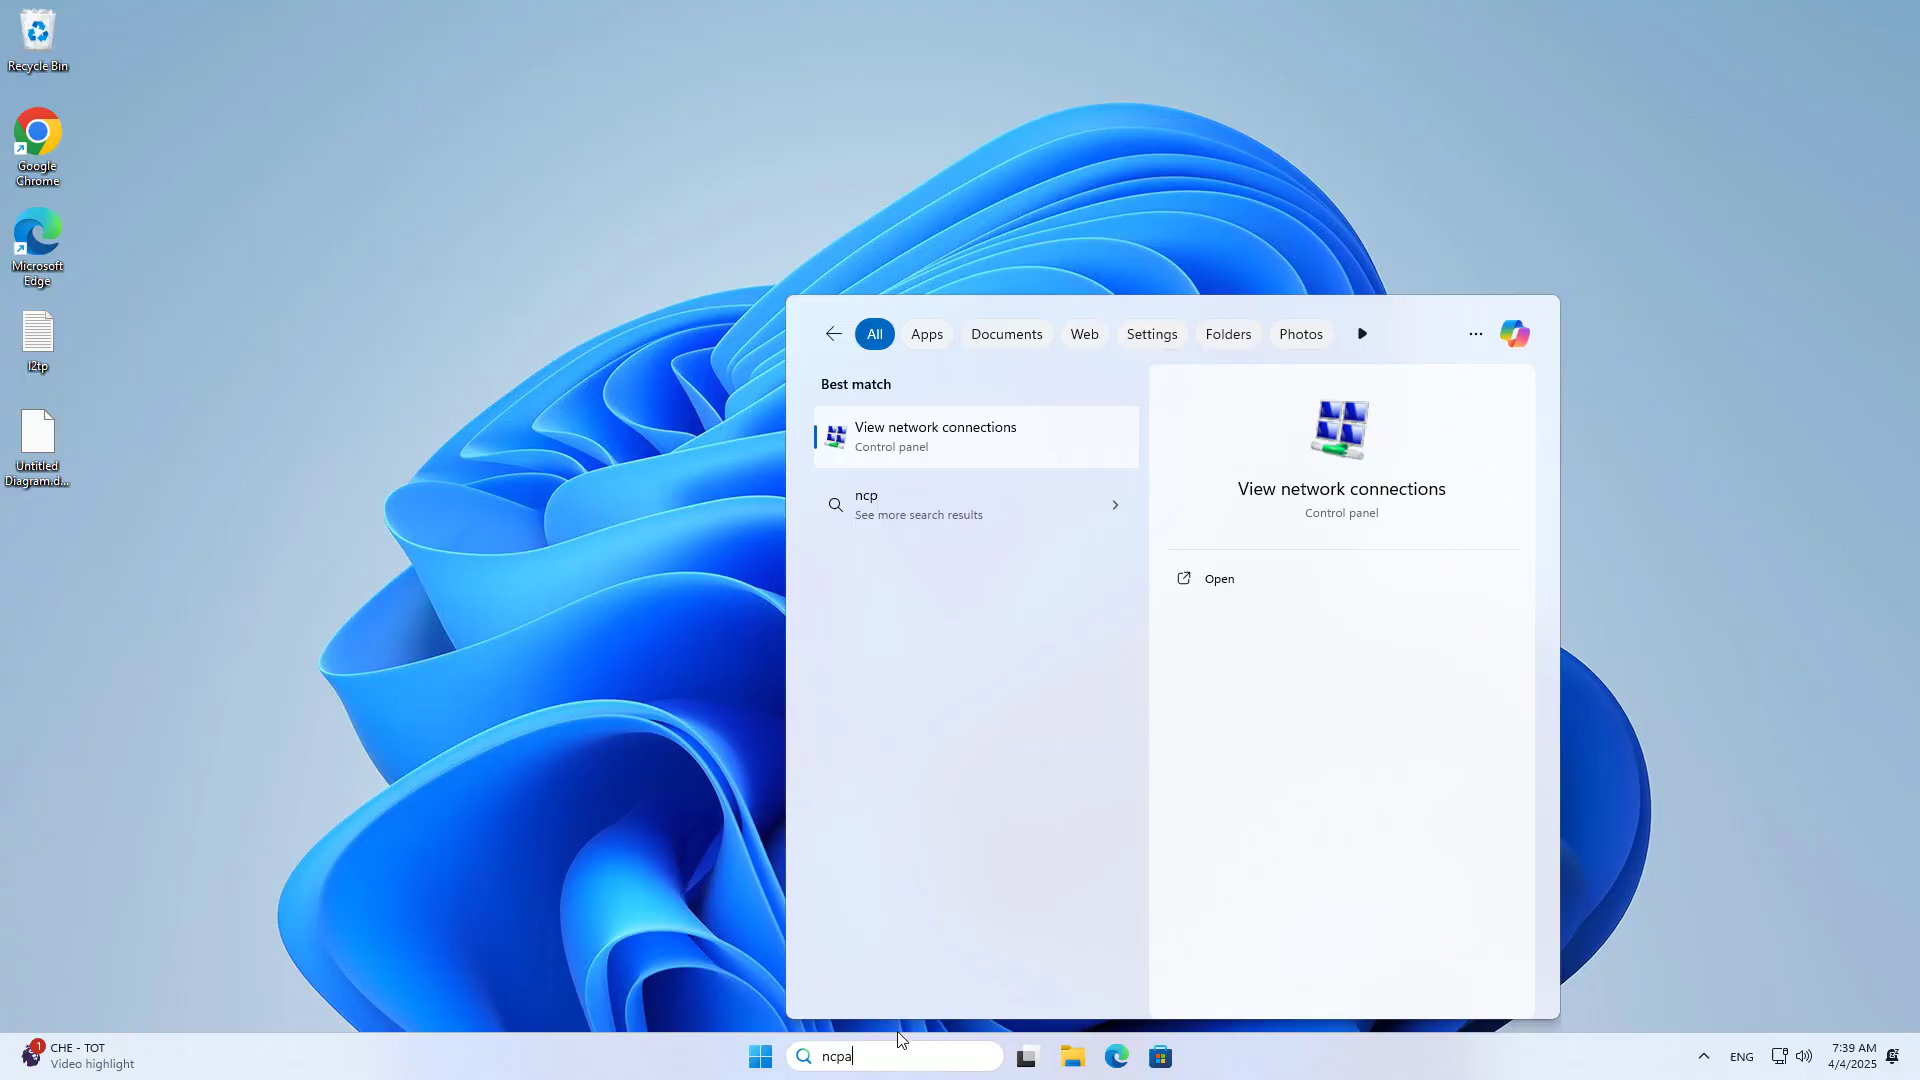 Recycle Bin
Google
Chrome
Microsoft
Edge
l2tp
Untitled
Diagram.d...
All
Apps
Documents
Web
Settings
Folders
Photos
Best match
View network connections
Control panel
ncp
See more search results
View network connections
Control panel
Open
1
CHE - TOT
Video highlight
ncpa
ENG
7:39 AM
4/4/2025